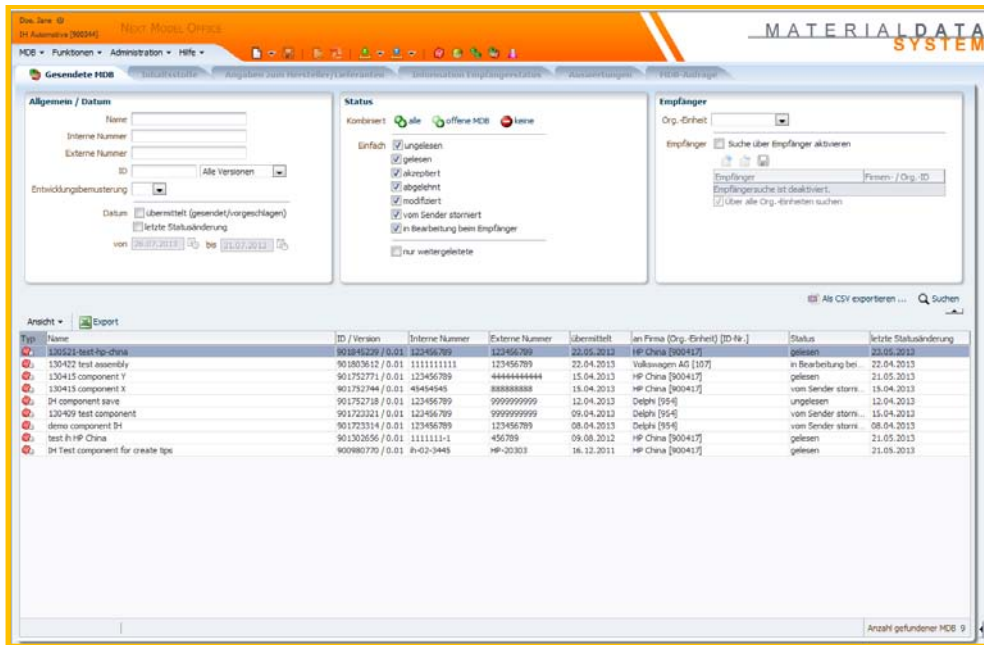 Doe, Jane
IH Automotive [900344]
NEXT MODEL OFFICE
MATERIALDATA
SYSTEM
MDB Funktionen Administration Hilfe
Gesendete MDB Inhaltsstoffe Angaben zum Hersteller/Lieferanten Information Empfängerstatus Auswertungen MDB-Anfrage
Allgemein / Datum
Name
Interne Nummer
Externe Nummer
ID Alle Versionen
Entwicklungsbemusterung
Datum übermittelt (gesendet/vorgeschlagen)
letzte Statusänderung
von 26.07.2013 bis 21.07.2013
Status
Kombiniert alle offene MDB keine
Einfach ungelesen
gelesen
akzeptiert
abgelehnt
modifiziert
vom Sender storniert
in Bearbeitung beim Empfänger
nur weitergeleitete
Empfänger
Org.-Einheit
Empfänger Suche über Empfänger aktivieren
Empfänger Firmen- / Org.-ID
Empfängersuche ist deaktiviert.
Über alle Org.-Einheiten suchen
Als CSV exportieren ... Suchen
Ansicht Export
Typ Name ID / Version Interne Nummer Externe Nummer übermittelt an Firma (Org.-Einheit) [ID-Nr.] Status letzte Statusänderung
130521-test-hp-china 901845239 / 0.01 123456789 123456789 22.05.2013 HP China [900417] gelesen 23.05.2013
130422 test assembly 901803612 / 0.01 1111111111 123456789 22.04.2013 Volkswagen AG [107] in Bearbeitung bei... 22.04.2013
130415 component Y 901752771 / 0.01 123456789 44444444444 15.04.2013 HP China [900417] gelesen 21.05.2013
130415 component X 901752744 / 0.01 45454545 888888888 15.04.2013 HP China [900417] vom Sender storni... 15.04.2013
IH component save 901752718 / 0.01 123456789 9999999999 12.04.2013 Delphi [954] ungelesen 12.04.2013
130409 test component 901723321 / 0.01 123456789 9999999999 09.04.2013 Delphi [954] vom Sender storni... 15.04.2013
demo component IH 901723314 / 0.01 123456789 123456789 08.04.2013 Delphi [954] vom Sender storni... 08.04.2013
test ih HP China 901302656 / 0.01 1111111-1 456789 09.08.2012 HP China [900417] gelesen 21.05.2013
IH Test component for create tips 900980770 / 0.01 ih-02-3445 HP-20303 16.12.2011 HP China [900417] gelesen 21.05.2013
Anzahl gefundener MDB 9